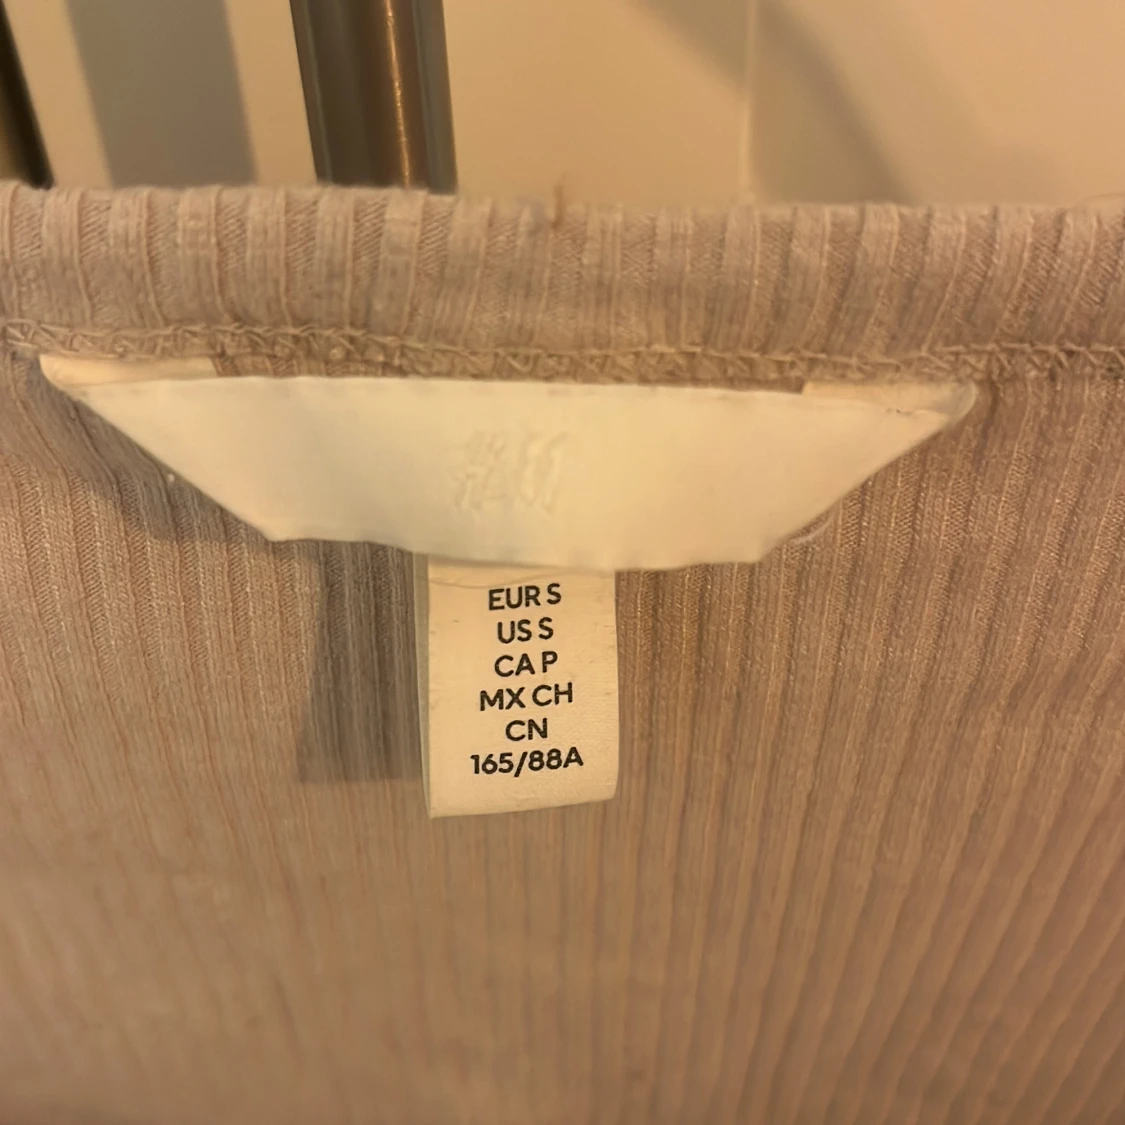 EUR S
US S
CA P
MX CH
CN
165/88A